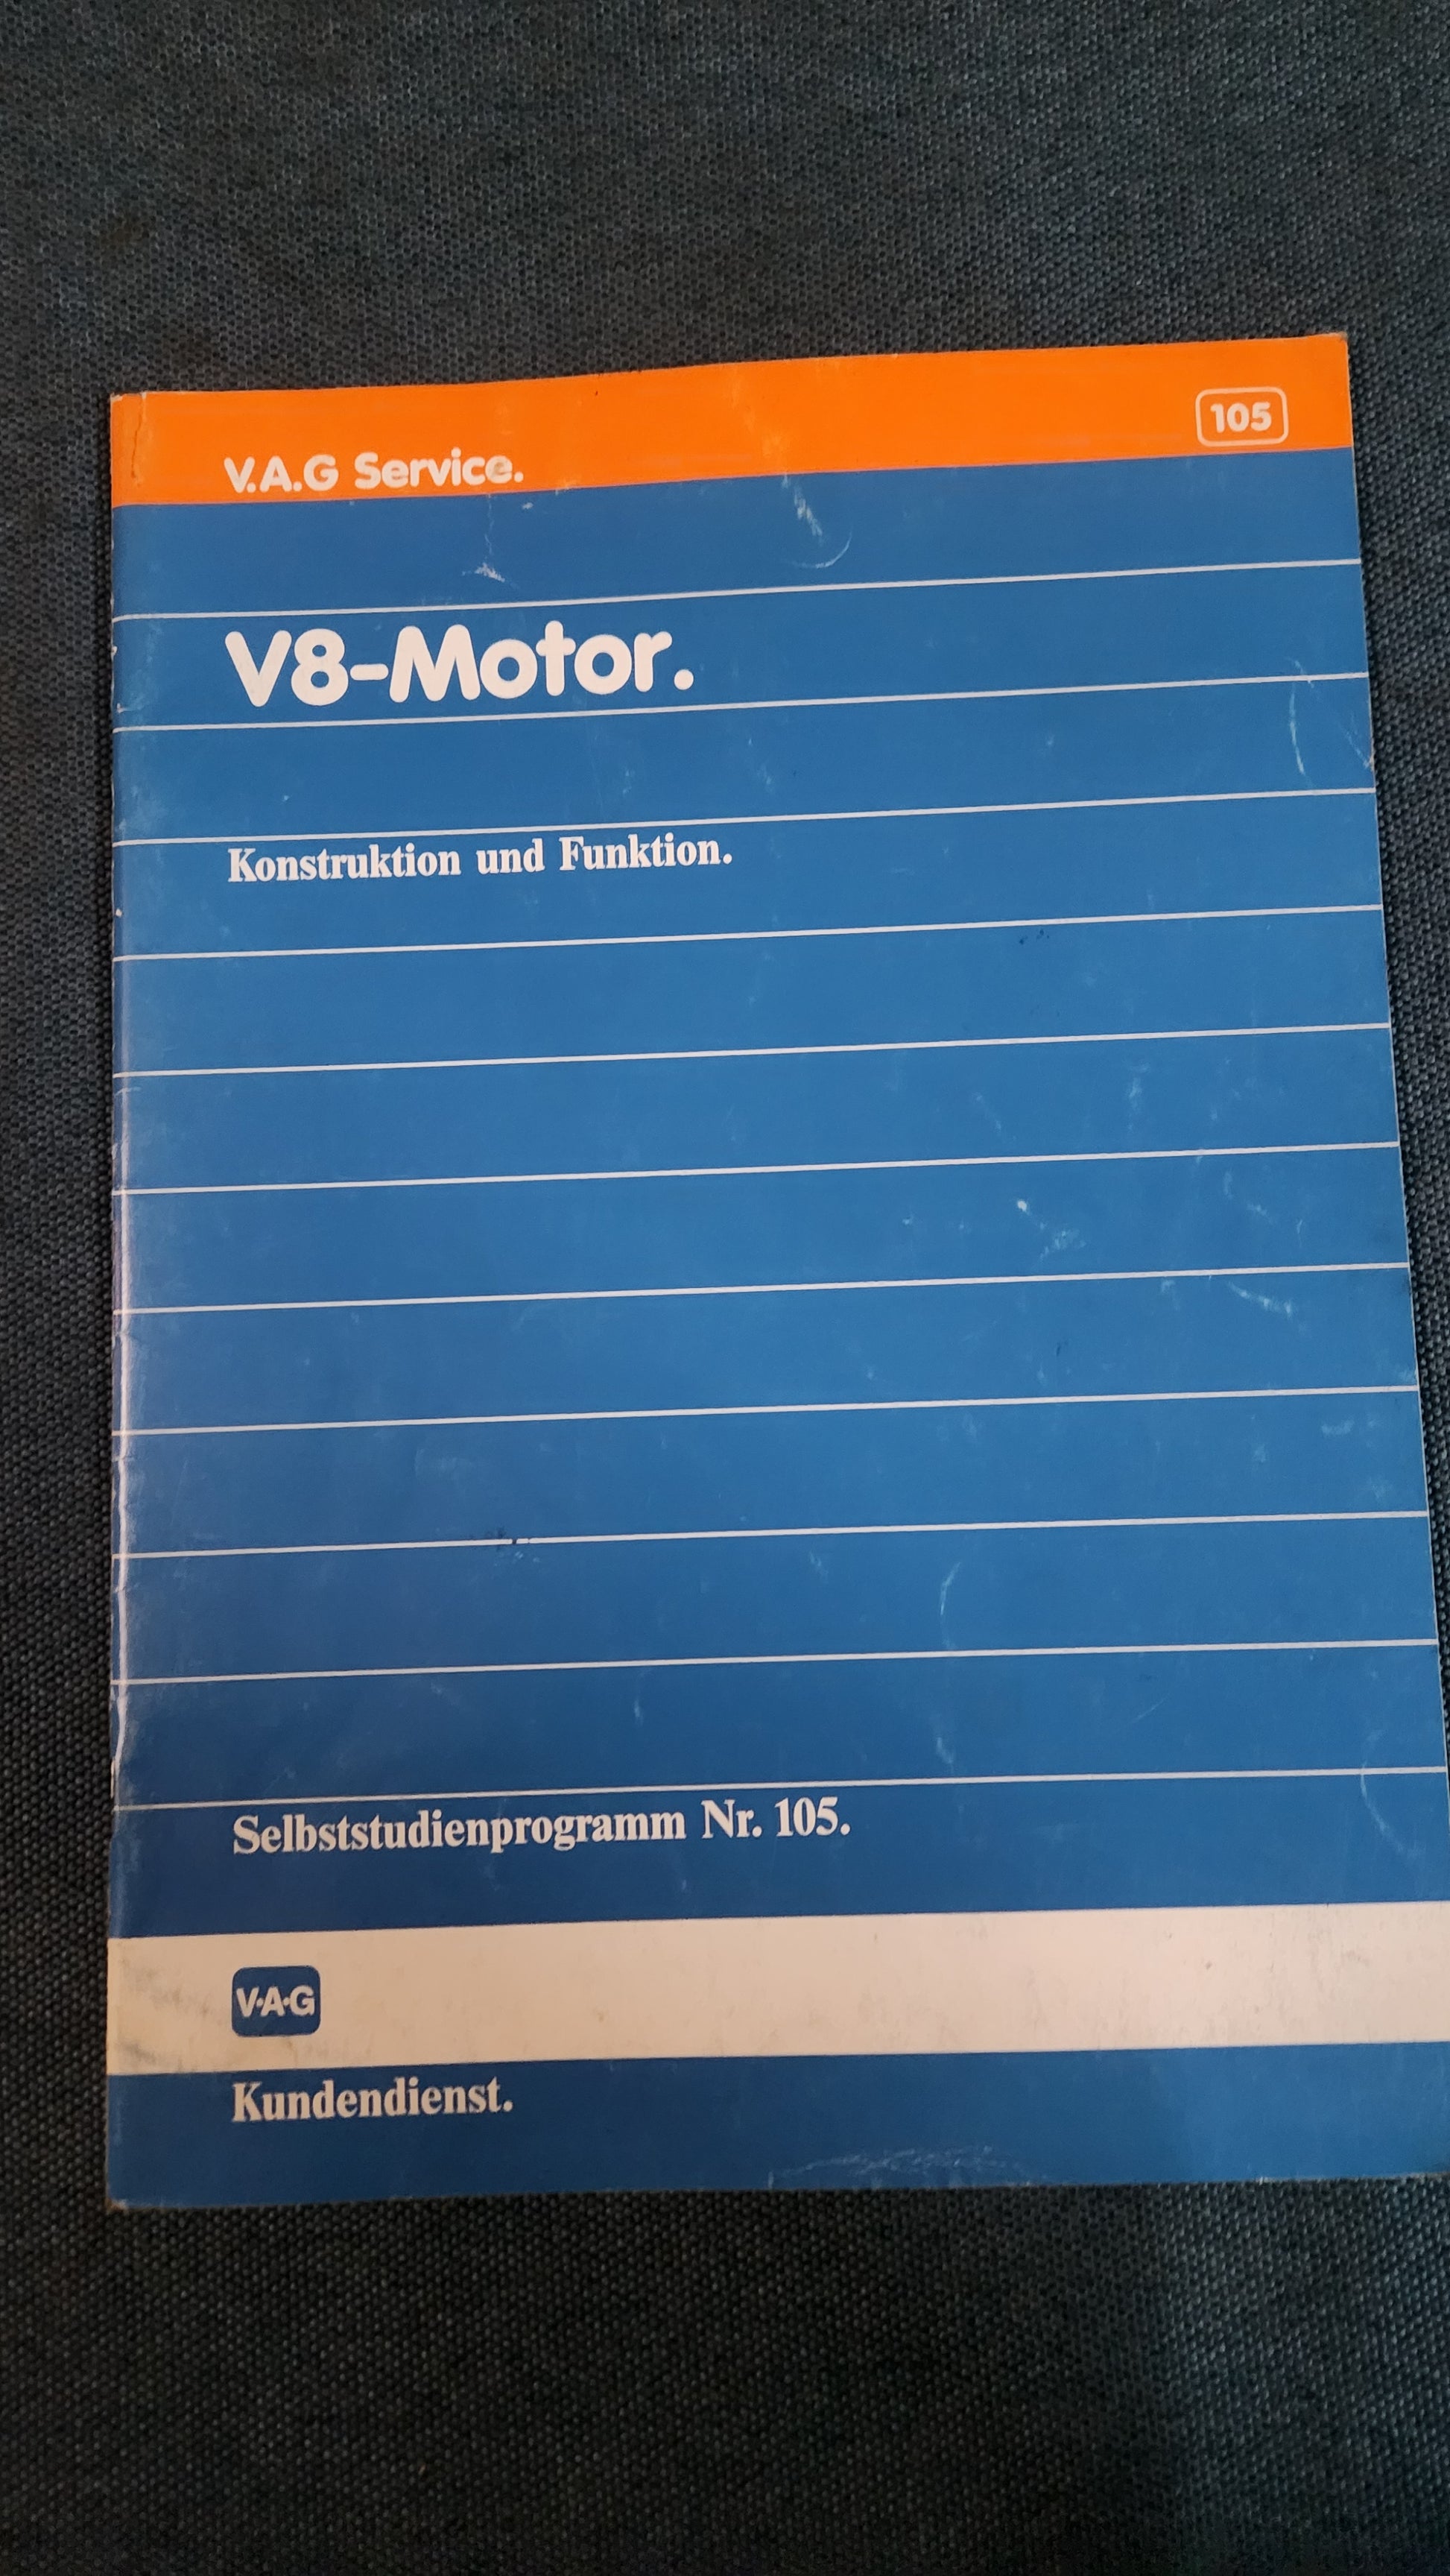 105
V.A.G Service.
V8-Motor.
Konstruktion und Funktion.
Selbststudienprogramm Nr. 105.
V·A·G
Kundendienst.